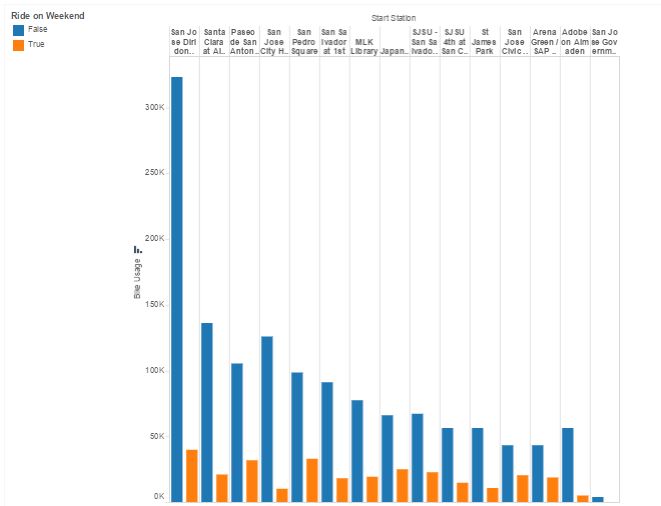 Ride on Weekend
False
True
Start Station
San Jo
se Diri
don..
Santa
Clara
at Al..
Paseo
de San
Anton..
San
Jose
City H..
San
Pedro
Square
San Sa
lvador
at 1st
MLK
Library
Japan..
SJSU -
San Sa
lvado..
SJSU
4th at
San C..
St
James
Park
San
Jose
Civic ..
Arena
Green /
SAP ..
Adobe
on Alm
aden
San Jo
se Gov
ernm..
Bike Usage
300K
250K
200K
150K
100K
50K
0K